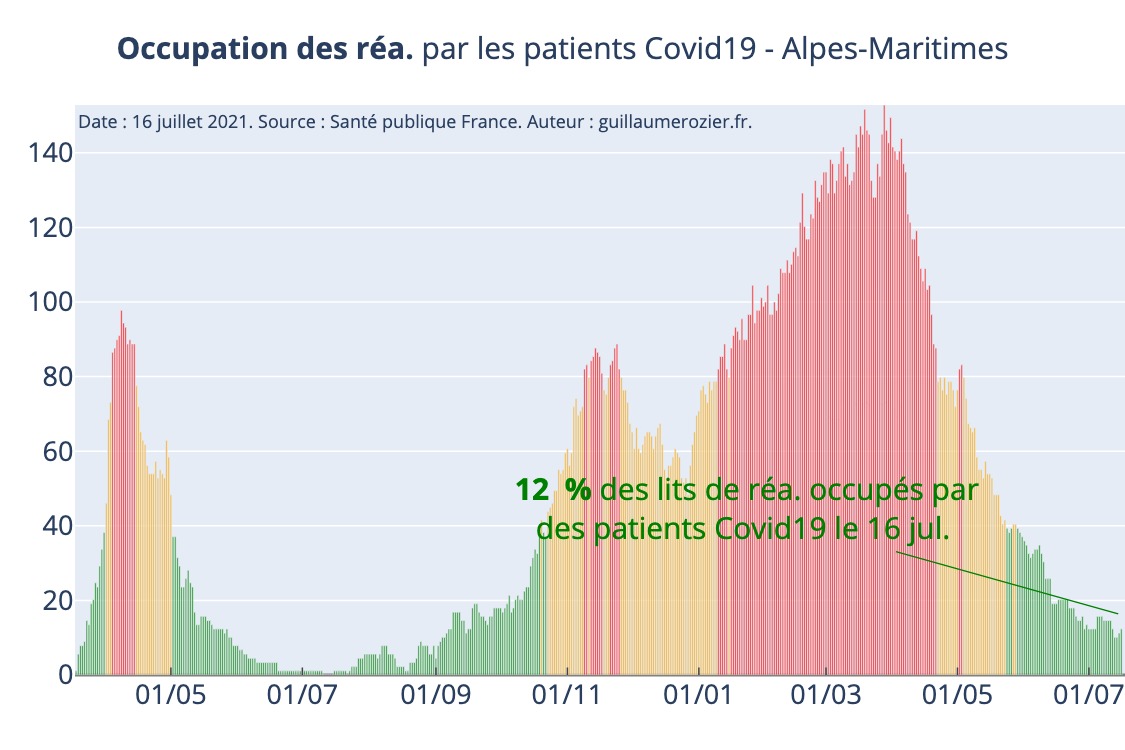 Occupation des réa. par les patients Covid19 - Alpes-Maritimes
Date : 16 juillet 2021. Source : Santé publique France. Auteur : guillaumerozier.fr.
140
120
100
80
60
40
20
0
12 % des lits de réa. occupés par
des patients Covid19 le 16 jul.
01/05 01/07 01/09 01/11 01/01 01/03 01/05 01/07